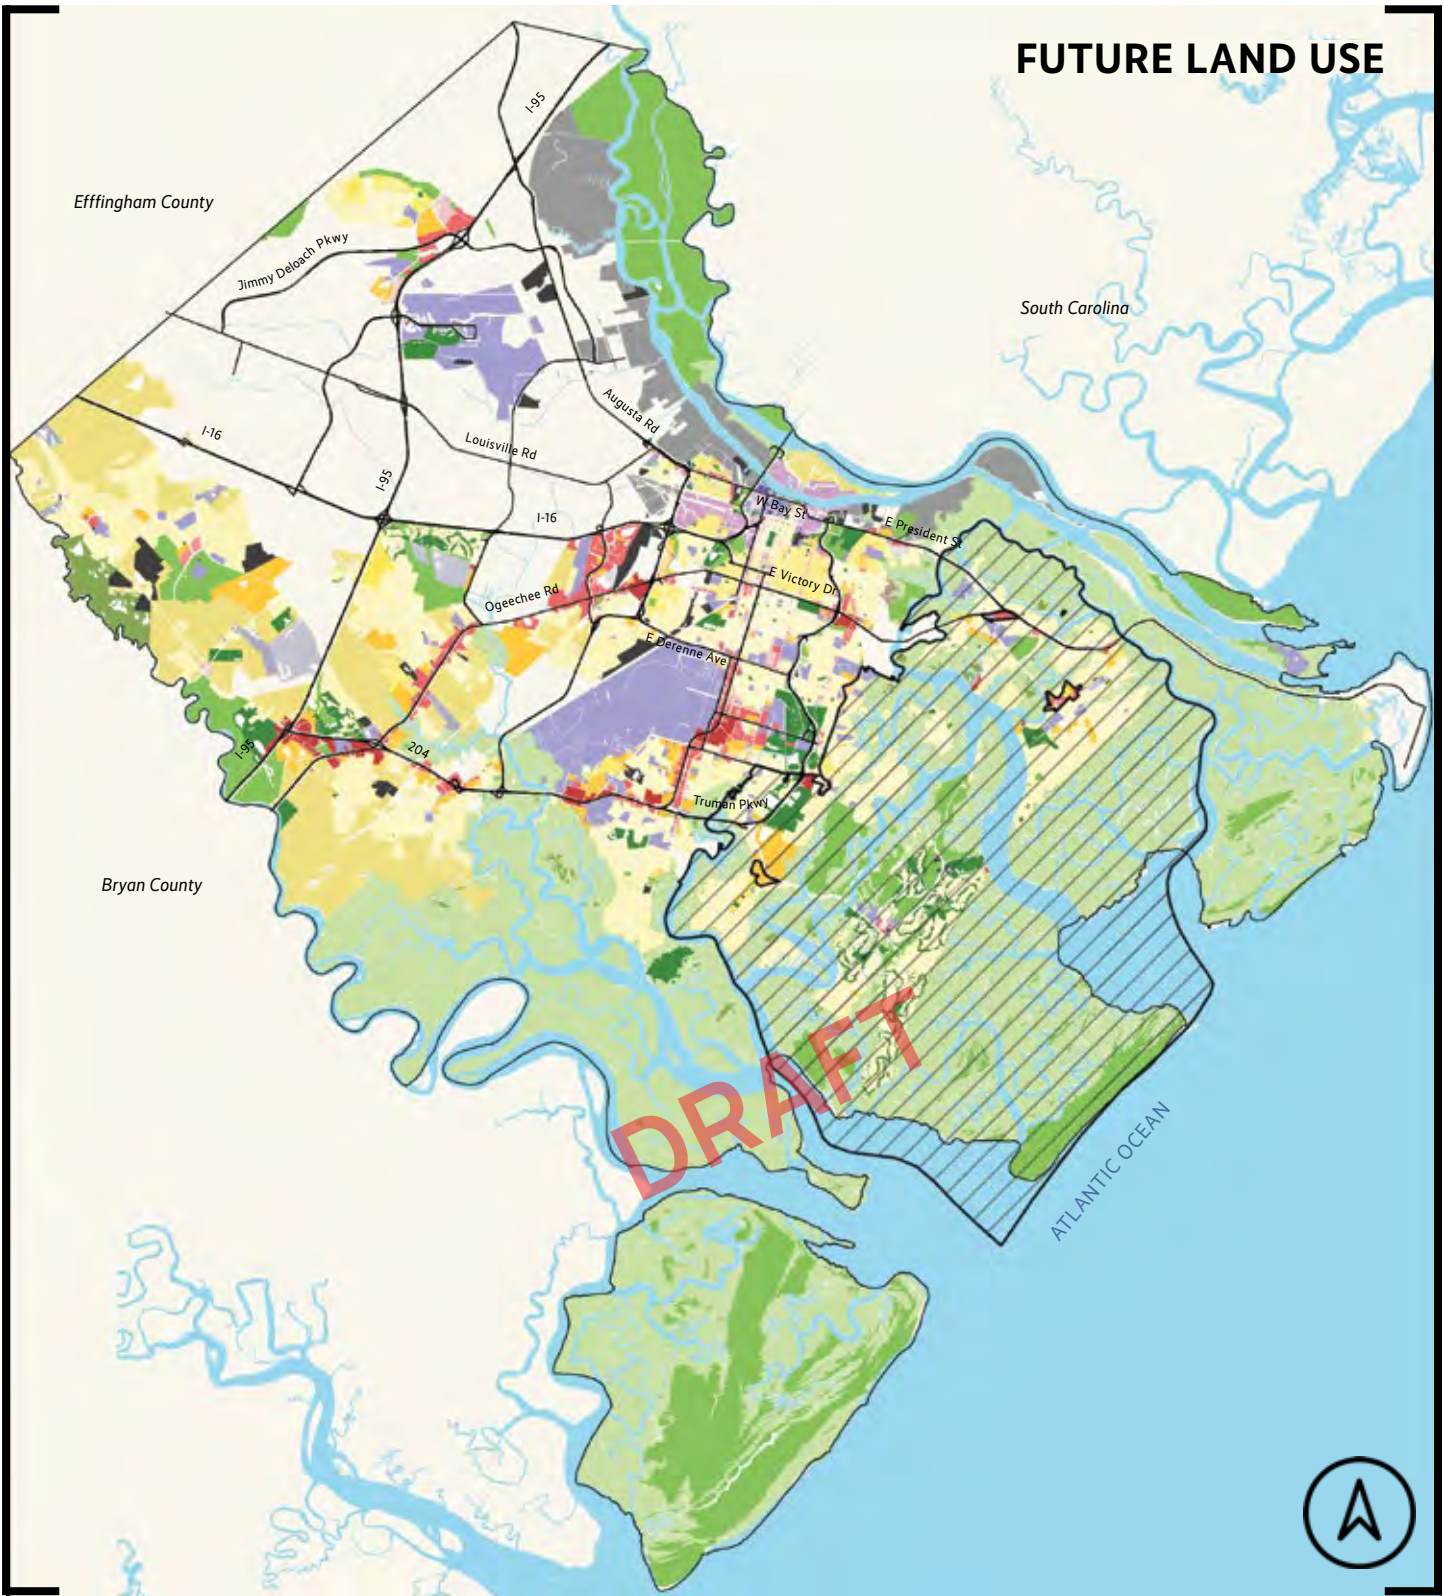 FUTURE LAND USE
I-95
Efffingham County
Jimmy Deloach Pkwy
South Carolina
Augusta Rd
I-16
Louisville Rd
I-95
I-16
W Bay St
E President St
E Victory Dr
Ogeechee Rd
E Derenne Ave
I-95
204
Truman Pkwy
Bryan County
DRAFT
ATLANTIC OCEAN